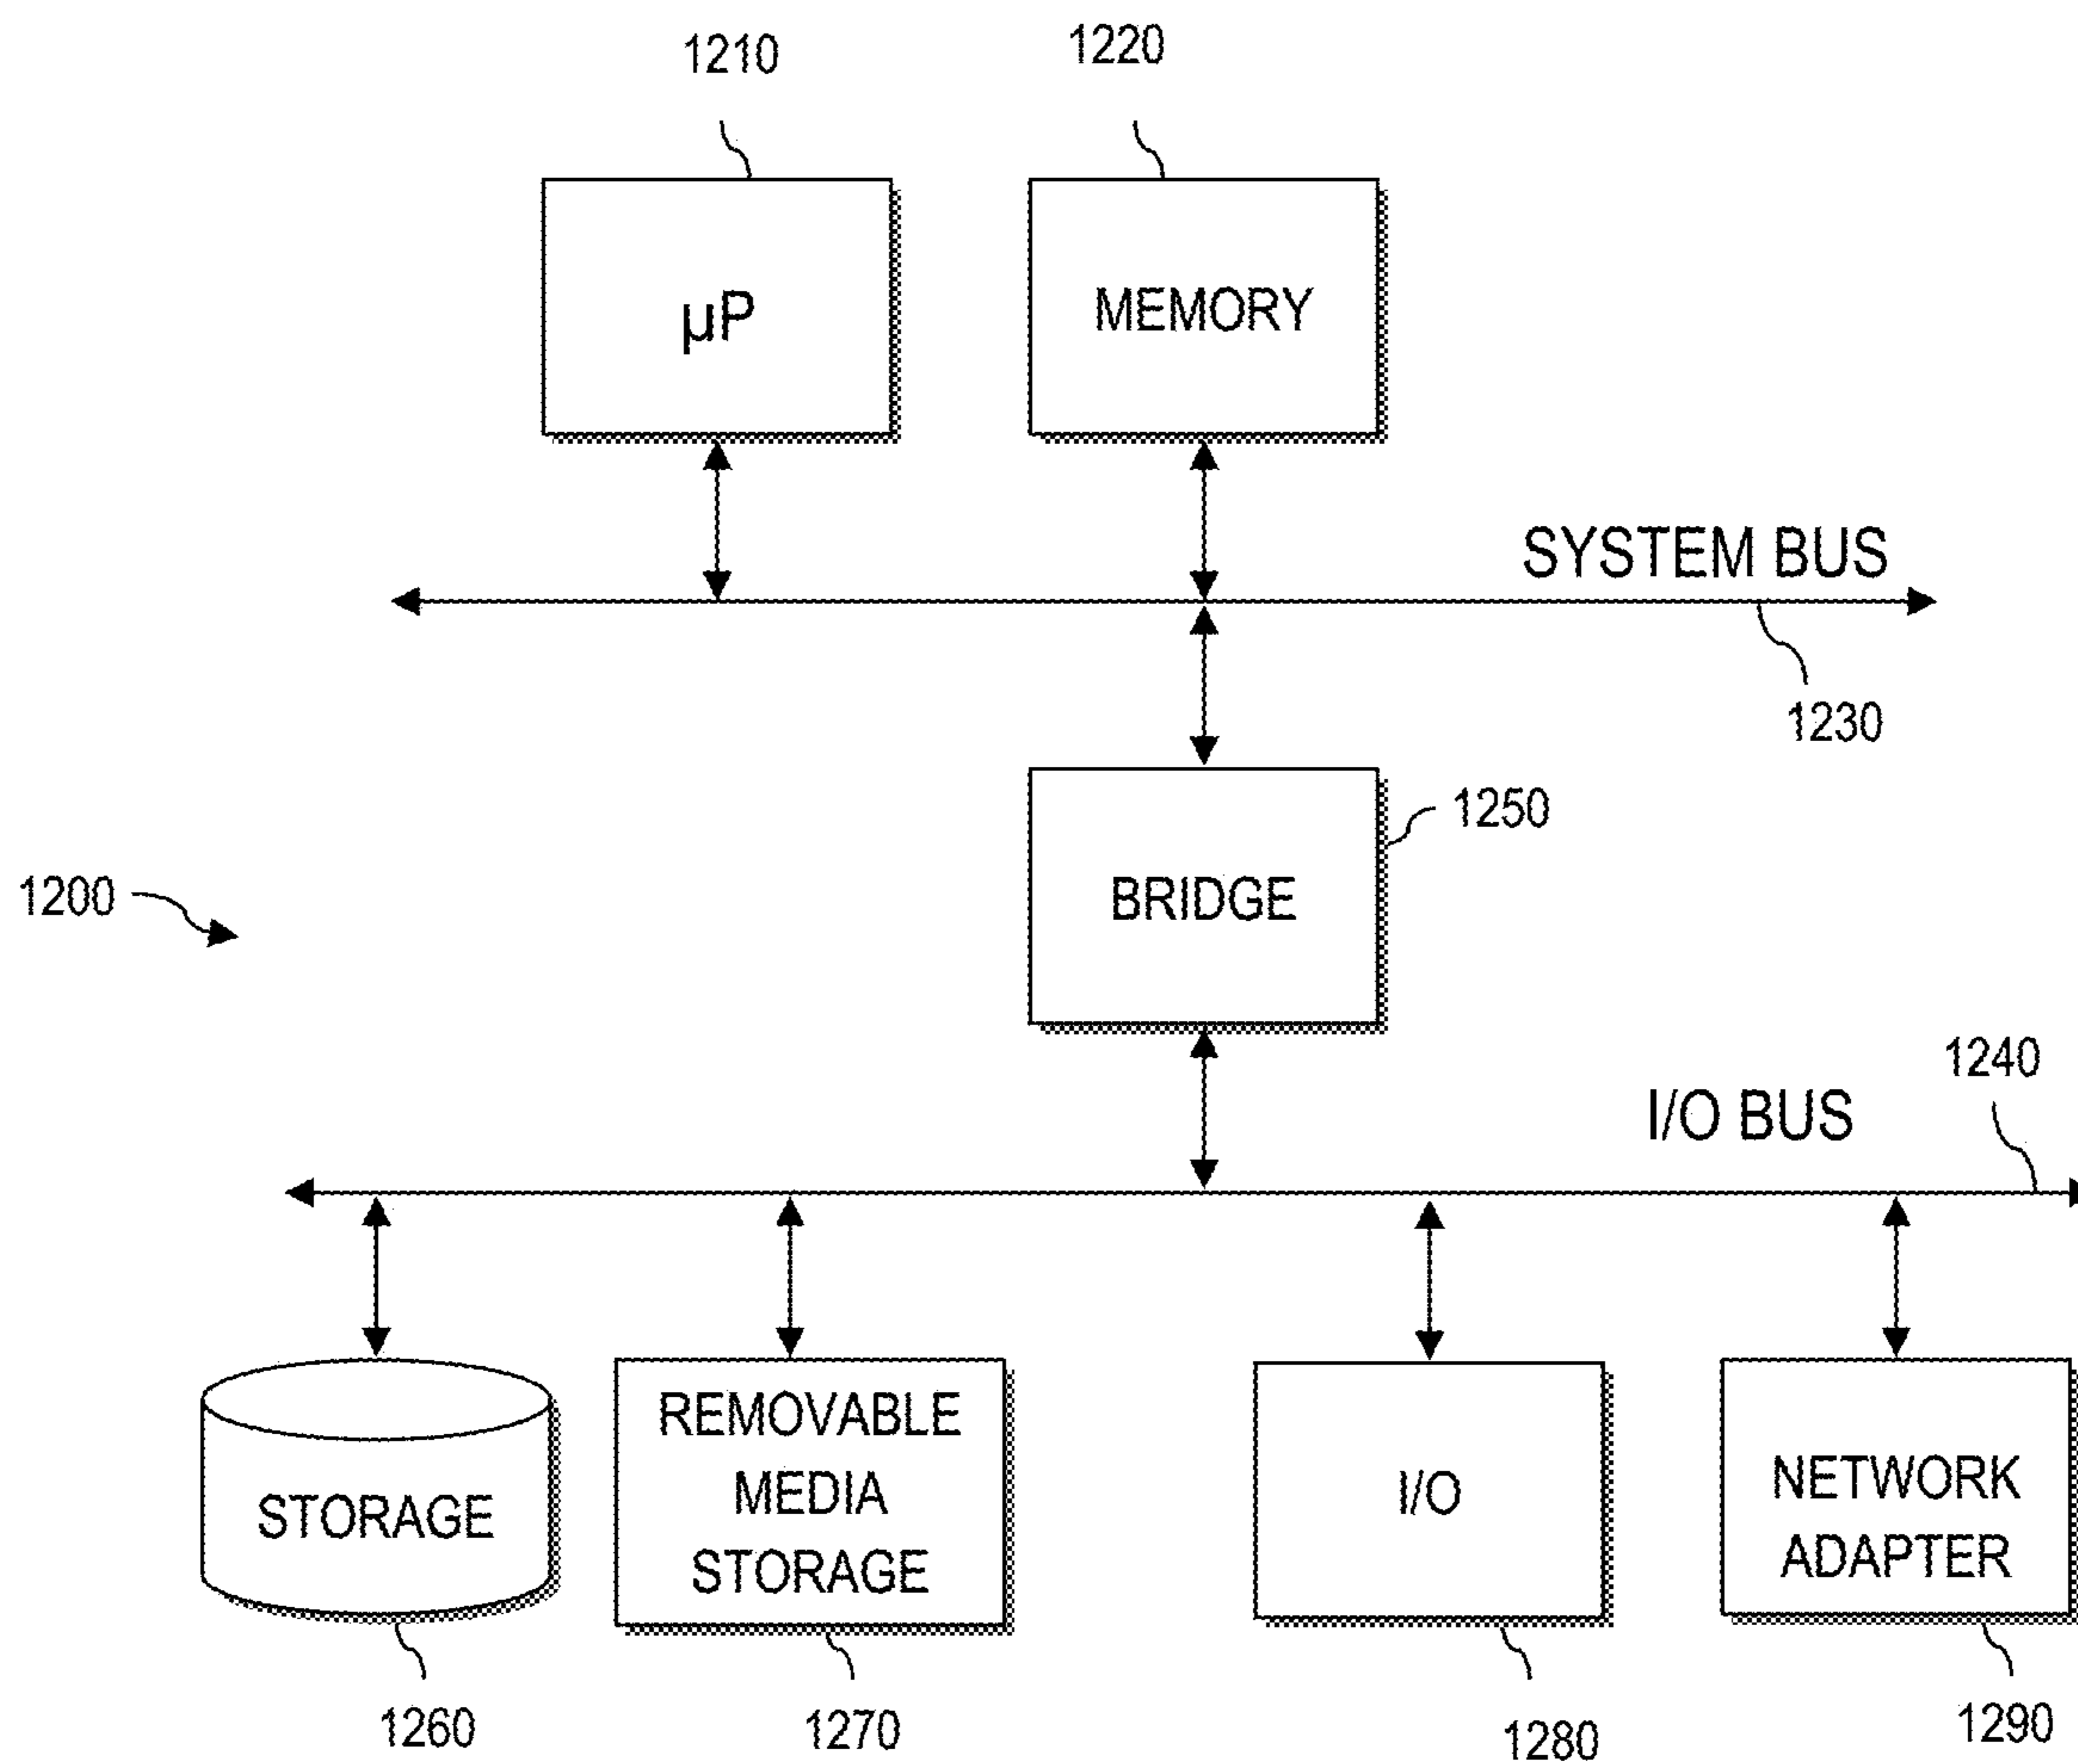 1210
1220
µP
MEMORY
SYSTEM BUS
1230
1250
BRIDGE
1200
1240
I/O BUS
STORAGE
REMOVABLE
MEDIA
STORAGE
I/O
NETWORK
ADAPTER
1260
1270
1280
1290